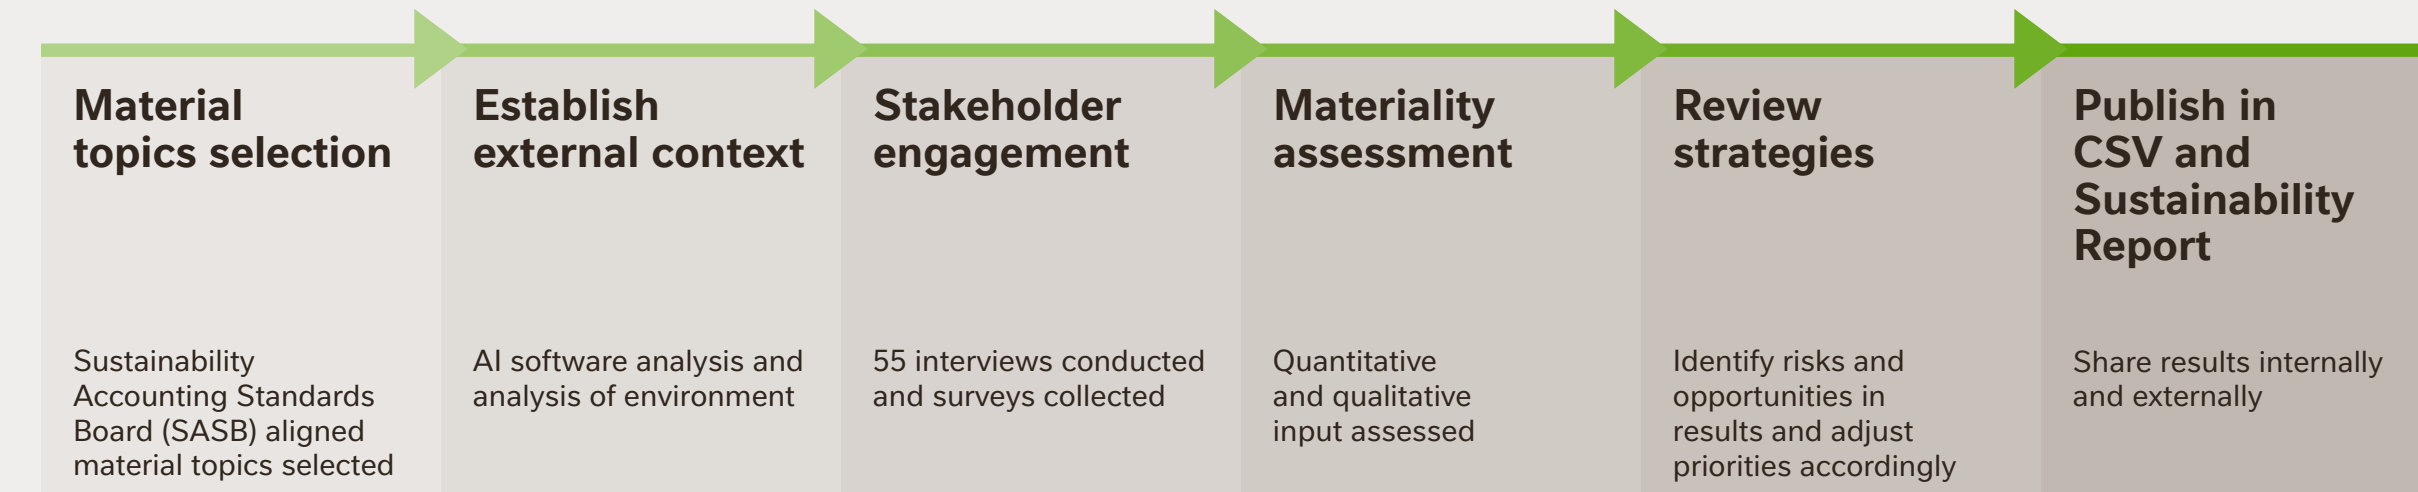 Material
topics selection
Sustainability
Accounting Standards
Board (SASB) aligned
material topics selected
Establish
external context
AI software analysis and
analysis of environment
Stakeholder
engagement
55 interviews conducted
and surveys collected
Materiality
assessment
Quantitative
and qualitative
input assessed
Review
strategies
Identify risks and
opportunities in
results and adjust
priorities accordingly
Publish in
CSV and
Sustainability
Report
Share results internally
and externally